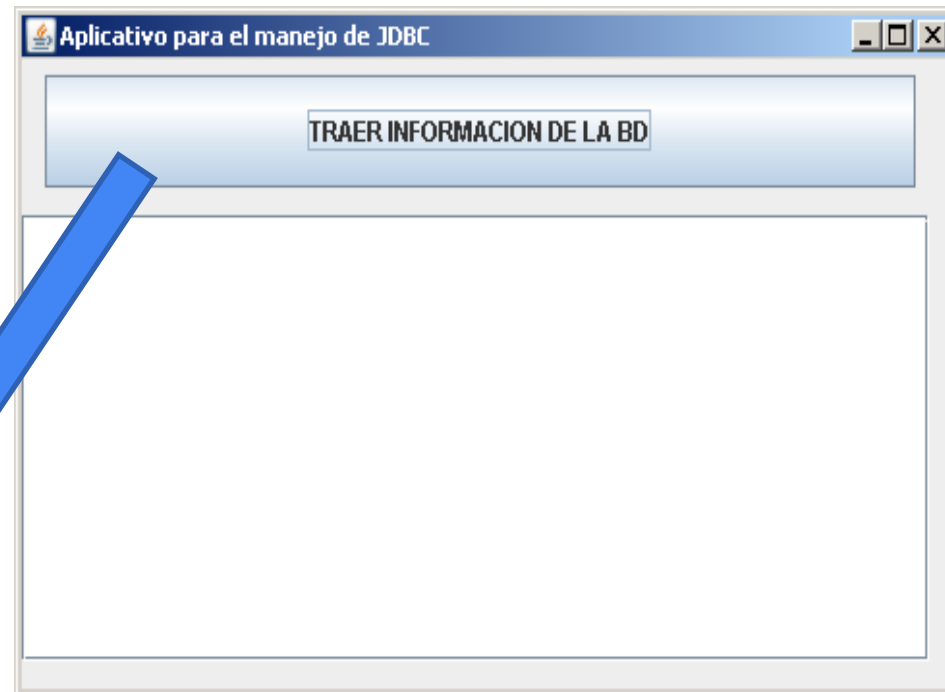 Aplicativo para el manejo de JDBC
TRAER INFORMACION DE LA BD